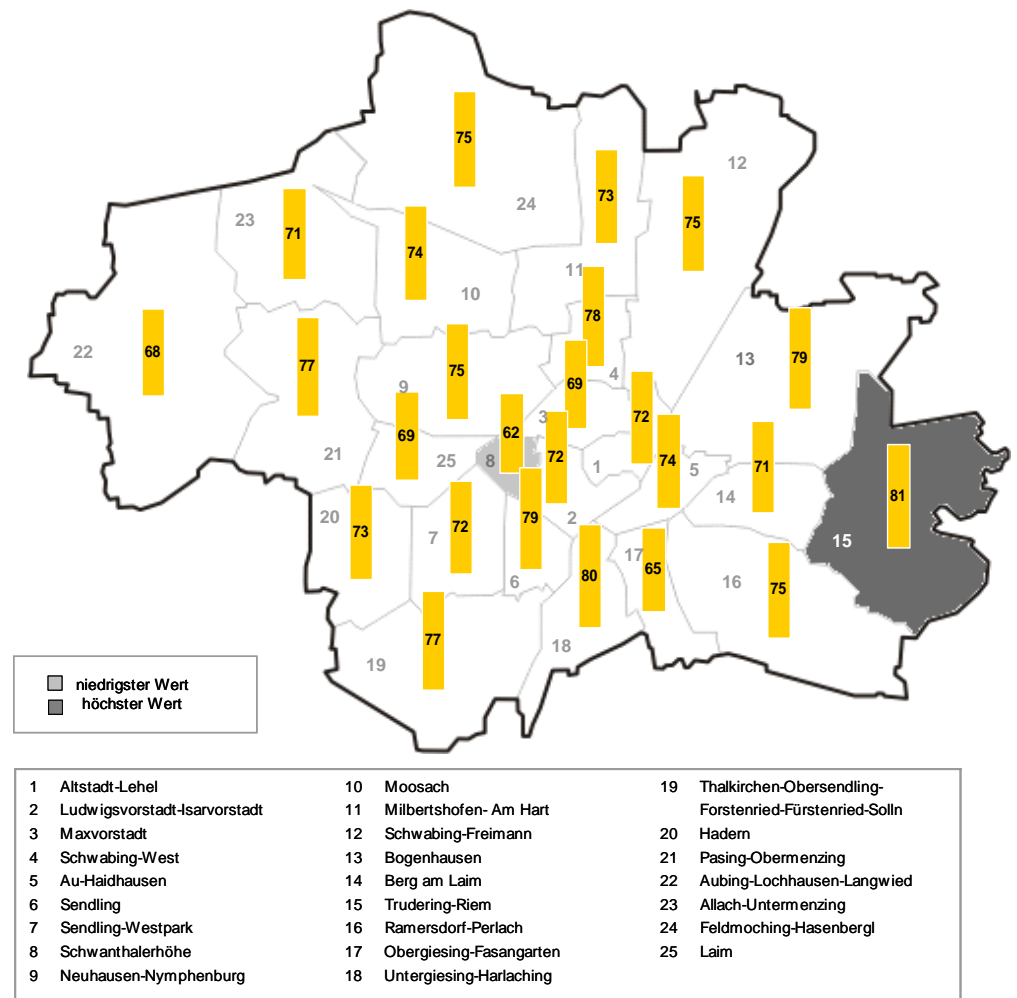 75
12
73
75
24
23
71
74
11
10
78
22
68
77
75
13
79
69
4
9
72
62
3
69
72
74
71
21
25
8
1
5
14
81
20
73
7
72
79
2
15
17
65
80
6
16
75
77
18
19
niedrigster Wert
höchster Wert
1 Altstadt-Lehel
2 Ludwigsvorstadt-Isarvorstadt
3 Maxvorstadt
4 Schwabing-West
5 Au-Haidhausen
6 Sendling
7 Sendling-Westpark
8 Schwanthalerhöhe
9 Neuhausen-Nymphenburg
10 Moosach
11 Milbertshofen- Am Hart
12 Schwabing-Freimann
13 Bogenhausen
14 Berg am Laim
15 Trudering-Riem
16 Ramersdorf-Perlach
17 Obergiesing-Fasangarten
18 Untergiesing-Harlaching
19 Thalkirchen-Obersendling-
Forstenried-Fürstenried-Solln
20 Hadern
21 Pasing-Obermenzing
22 Aubing-Lochhausen-Langwied
23 Allach-Untermenzing
24 Feldmoching-Hasenbergl
25 Laim